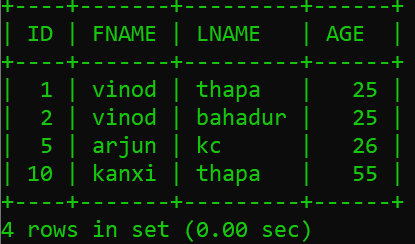 +----+-------+---------+------+
| ID | FNAME | LNAME   | AGE  |
+----+-------+---------+------+
|  1 | vinod | thapa   |   25 |
|  2 | vinod | bahadur |   25 |
|  5 | arjun | kc      |   26 |
| 10 | kanxi | thapa   |   55 |
+----+-------+---------+------+
4 rows in set (0.00 sec)